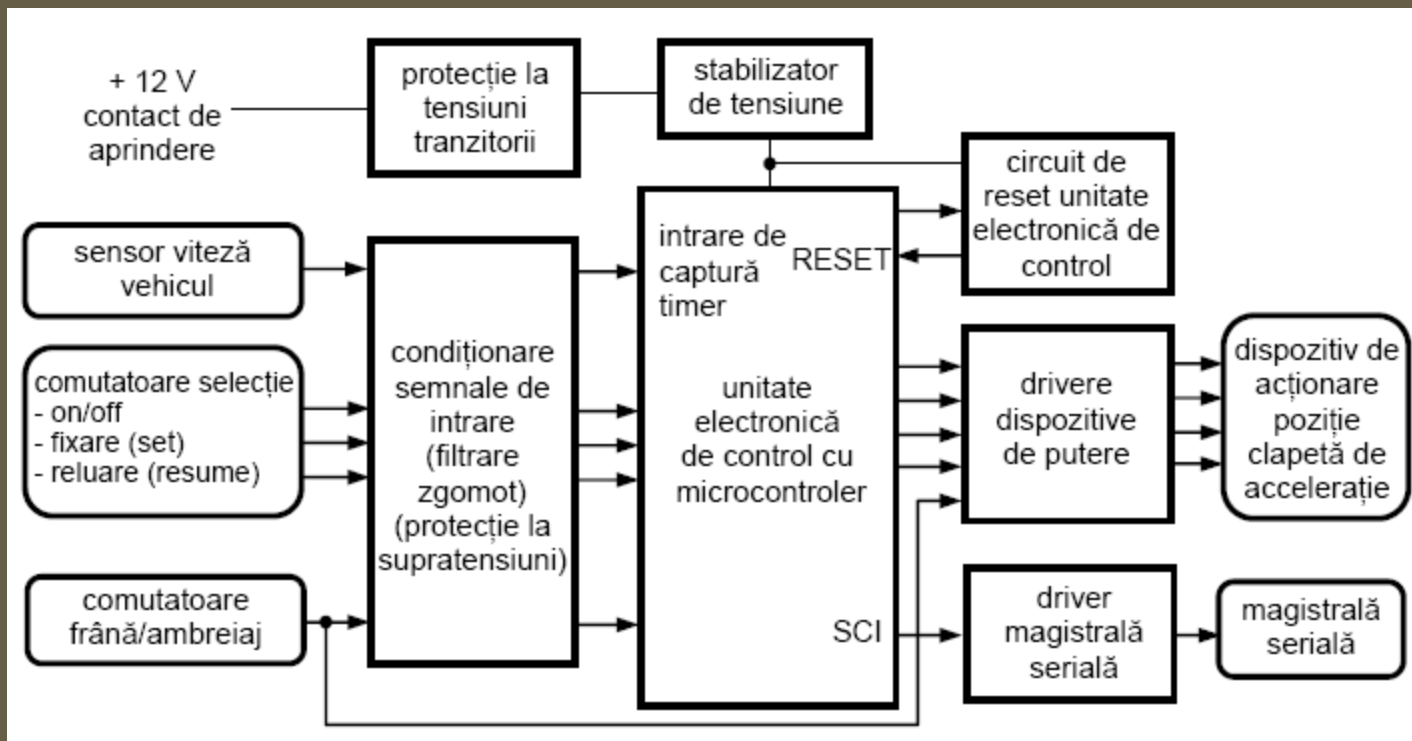 + 12 V
contact de
aprindere
protecție la
tensiuni
tranzitorii
stabilizator
de tensiune
circuit de
reset unitate
electronică de
control
sensor viteză
vehicul
comutatoare selecție
- on/off
- fixare (set)
- reluare (resume)
comutatoare
frână/ambreiaj
condiționare
semnale de
intrare
(filtrare
zgomot)
(protecție la
supratensiuni)
intrare de
captură
timer
RESET
unitate
electronică
de control cu
microcontroler
SCI
drivere
dispozitive
de putere
dispozitiv de
acționare
poziție
clapetă de
accelerație
driver
magistrală
serială
magistrală
serială